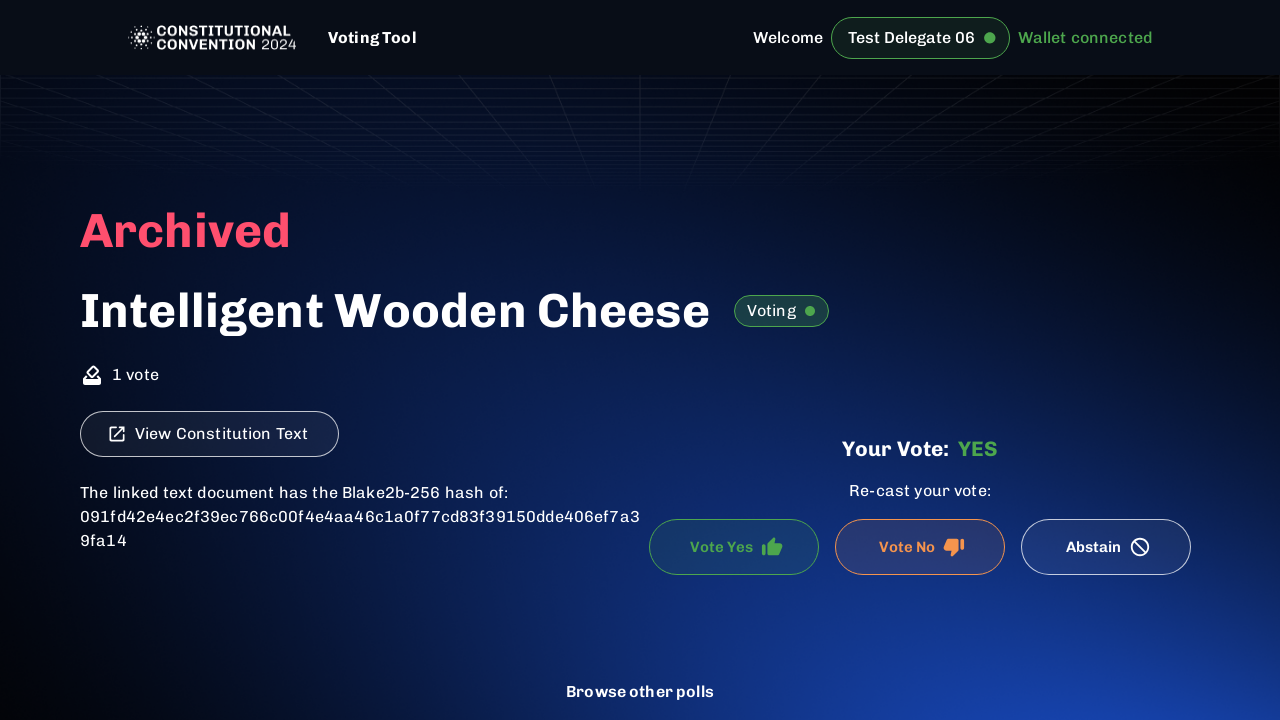 CONSTITUTIONAL
CONVENTION 2024
Voting Tool
Welcome
Test Delegate 06
Wallet connected
Archived
Intelligent Wooden Cheese
Voting
1 vote
View Constitution Text
The linked text document has the Blake2b-256 hash of:
091fd42e4ec2f39ec766c00f4e4aa46c1a0f77cd83f39150dde406ef7a3
9fa14
Your Vote: YES
Re-cast your vote:
Vote Yes
Vote No
Abstain
Browse other polls